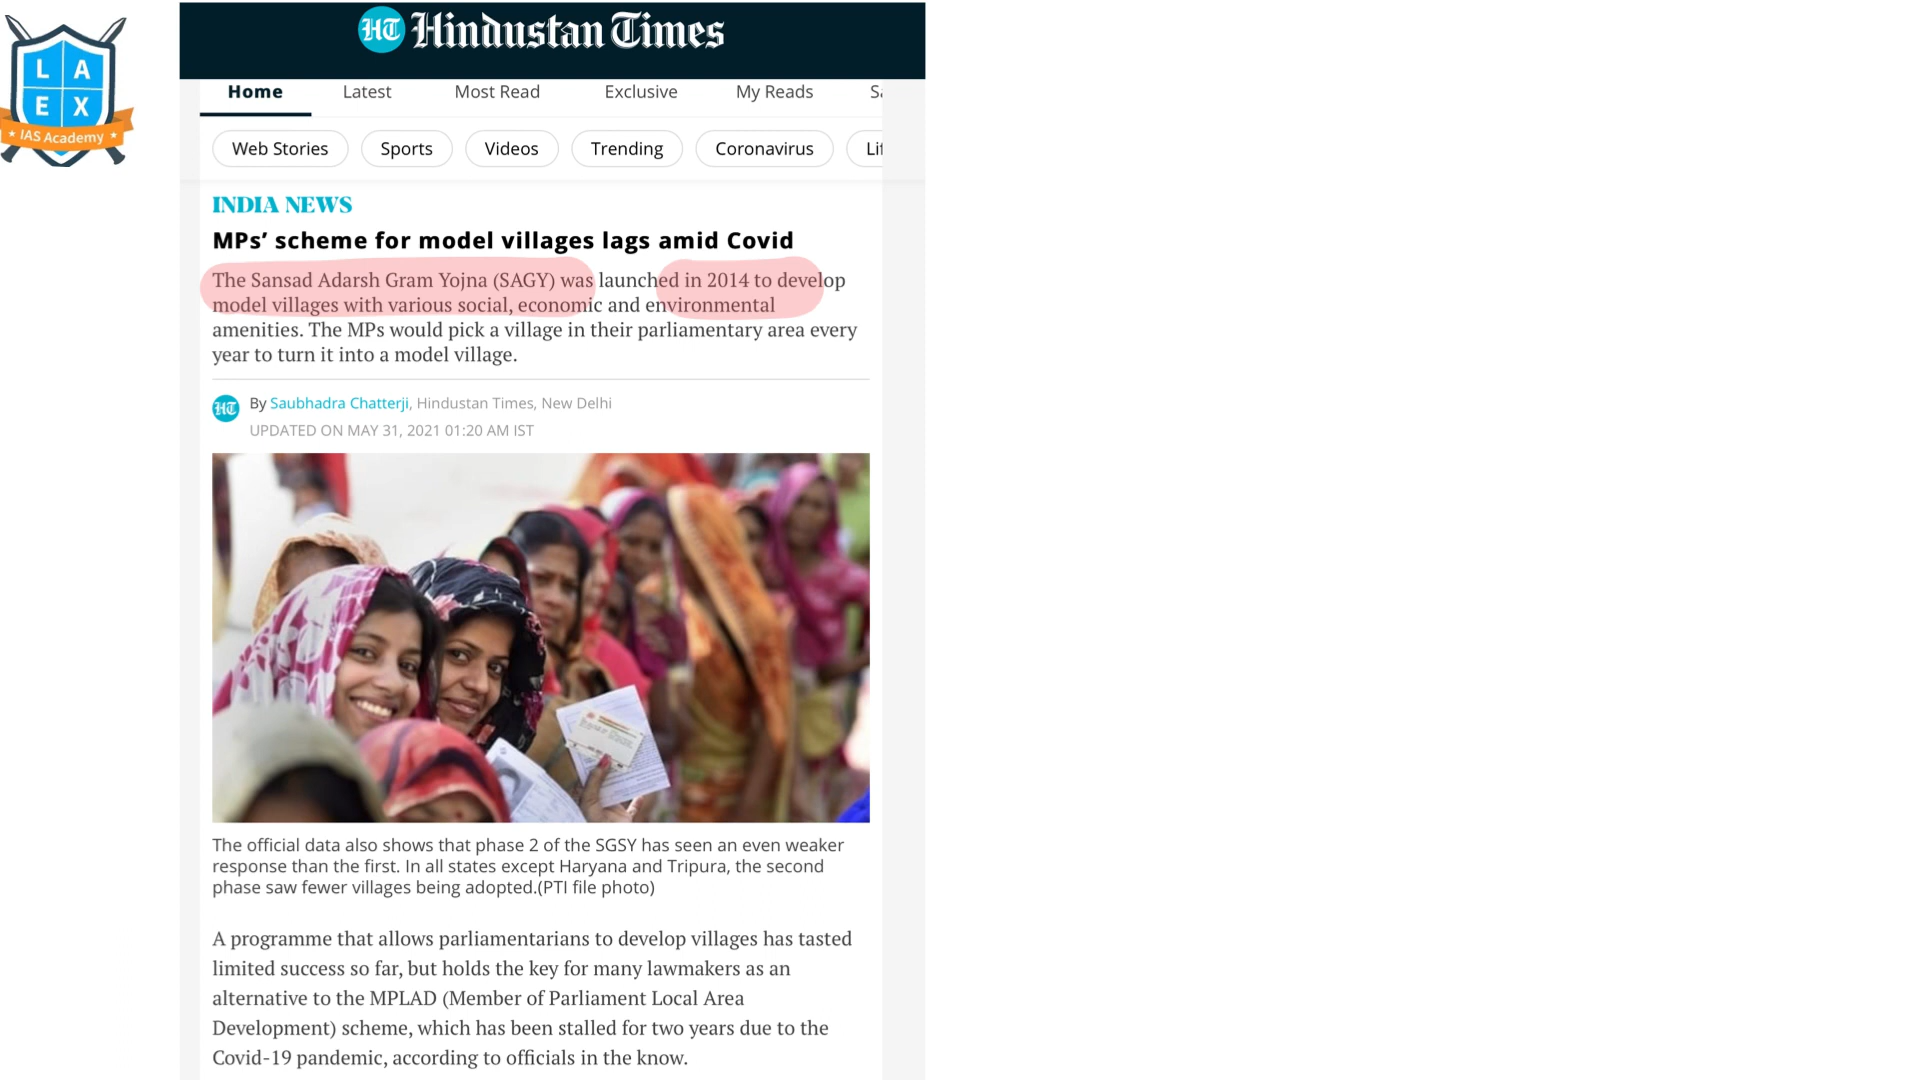 L A
E X
IAS Academy
HT Hindustan Times
Home Latest Most Read Exclusive My Reads
Web Stories Sports Videos Trending Coronavirus
INDIA NEWS
MPs’ scheme for model villages lags amid Covid
The Sansad Adarsh Gram Yojna (SAGY) was launched in 2014 to develop
model villages with various social, economic and environmental
amenities. The MPs would pick a village in their parliamentary area every
year to turn it into a model village.
HT By Saubhadra Chatterji, Hindustan Times, New Delhi
UPDATED ON MAY 31, 2021 01:20 AM IST
The official data also shows that phase 2 of the SGSY has seen an even weaker
response than the first. In all states except Haryana and Tripura, the second
phase saw fewer villages being adopted.(PTI file photo)
A programme that allows parliamentarians to develop villages has tasted
limited success so far, but holds the key for many lawmakers as an
alternative to the MPLAD (Member of Parliament Local Area
Development) scheme, which has been stalled for two years due to the
Covid-19 pandemic, according to officials in the know.